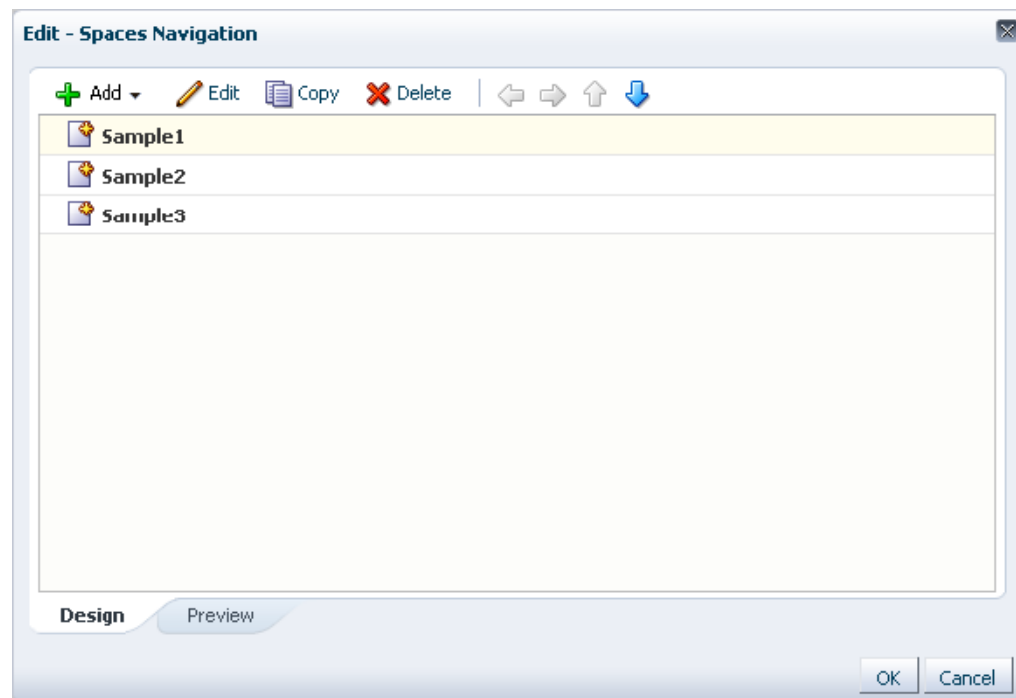 Edit - Spaces Navigation
Add Edit Copy Delete
Sample1
Sample2
Sample3
Design Preview
OK Cancel